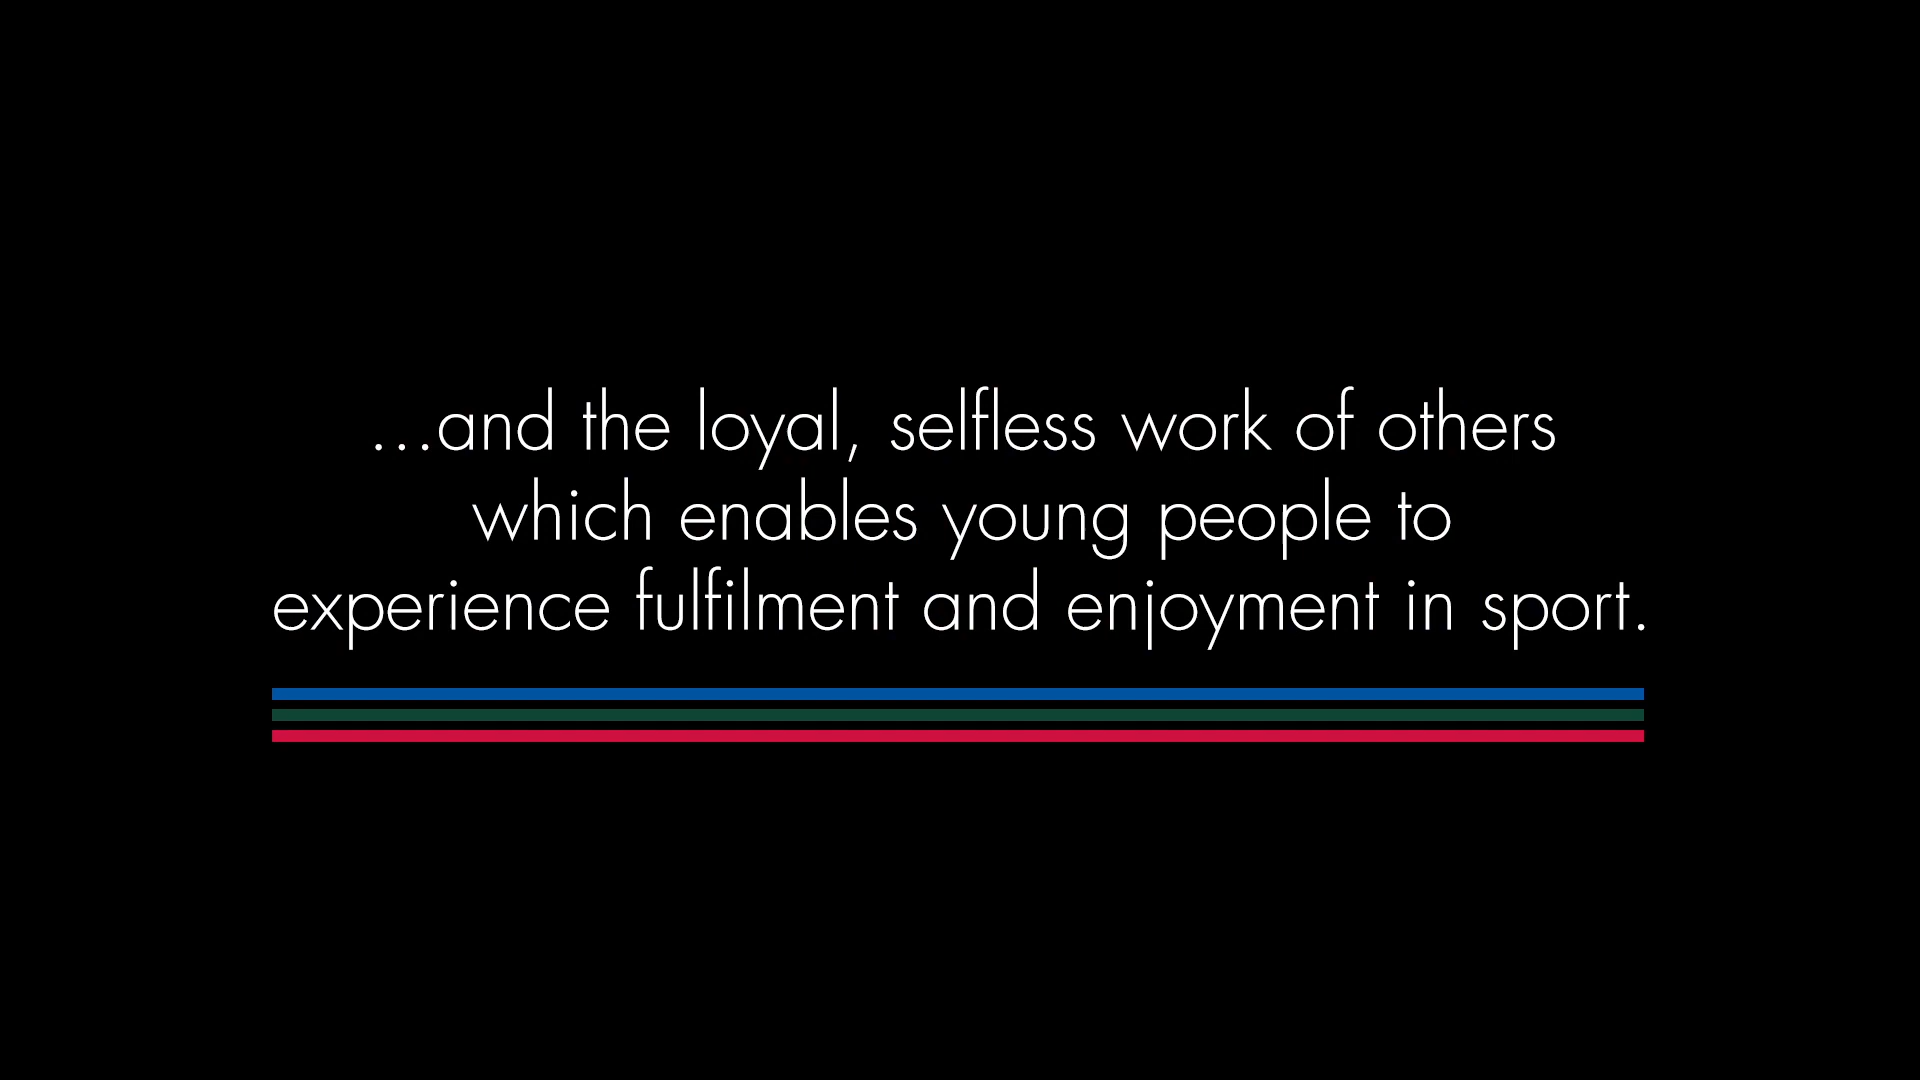 ...and the loyal, selfless work of others
which enables young people to
experience fulfilment and enjoyment in sport.